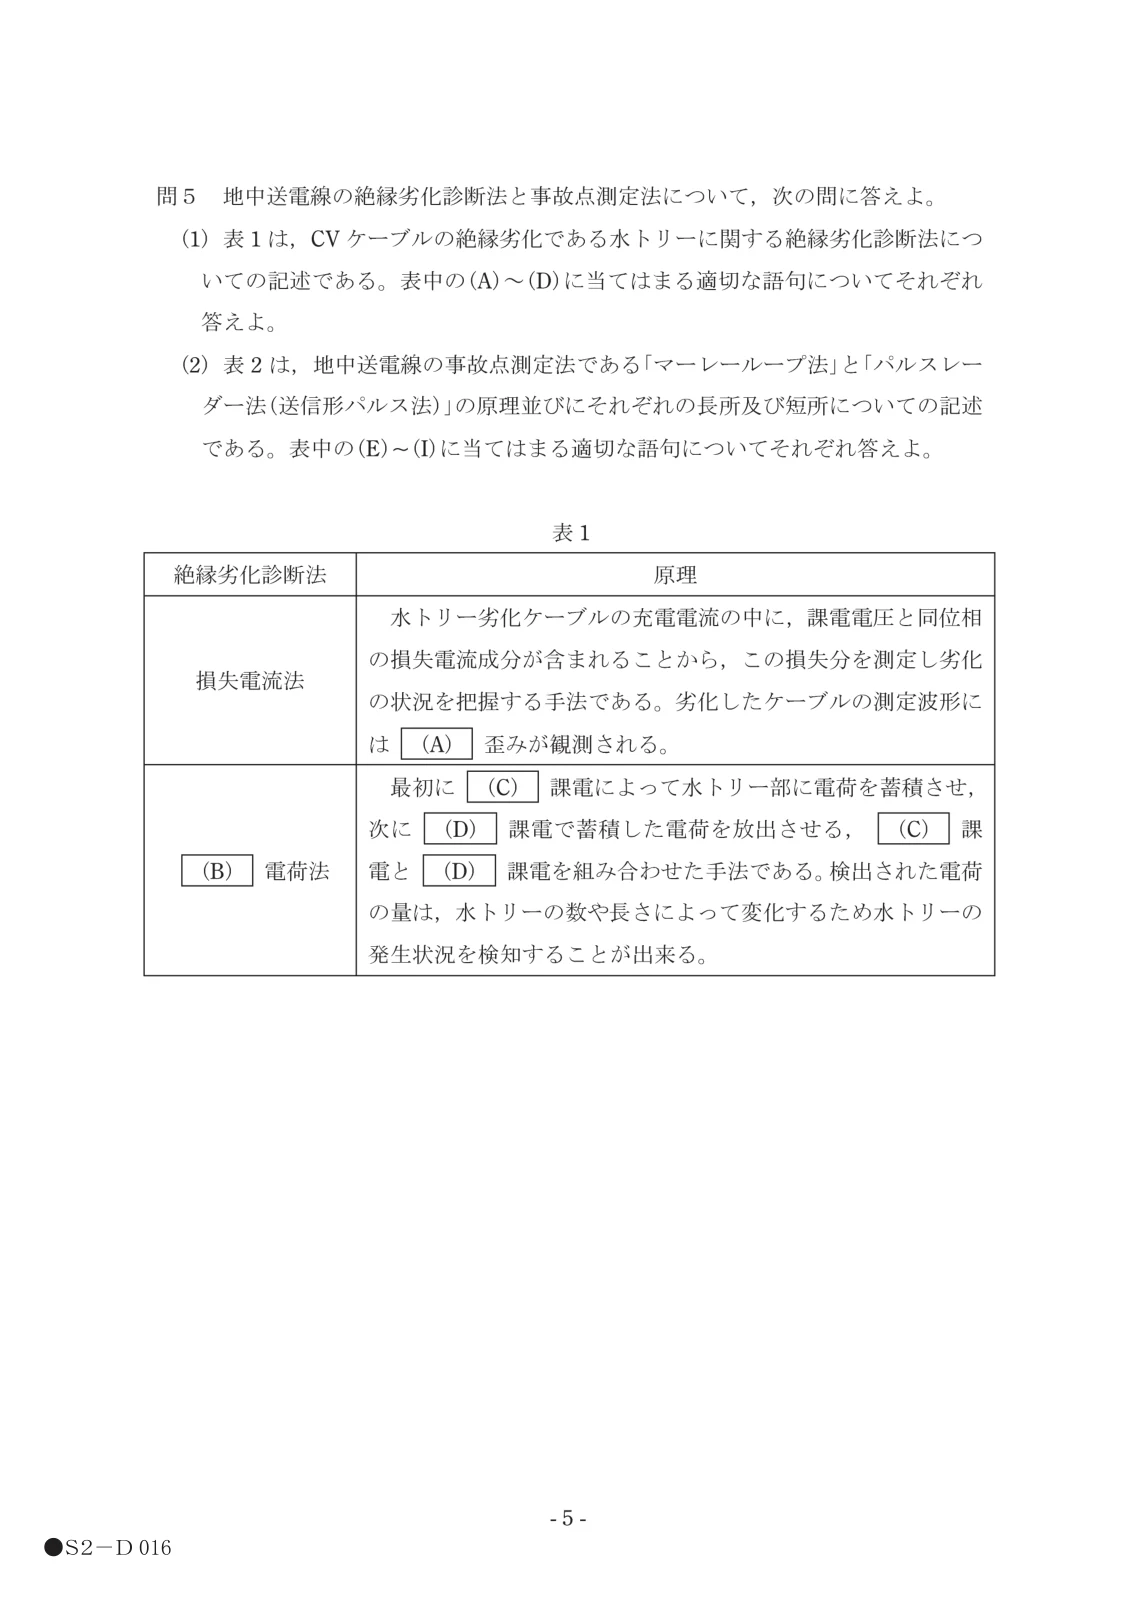 問5 地中送電線の絶縁劣化診断法と事故点測定法について，次の問に答えよ。
(1) 表1は，CVケーブルの絶縁劣化である水トリーに関する絶縁劣化診断法につ
いての記述である。表中の(A)～(D)に当てはまる適切な語句についてそれぞれ
答えよ。
(2) 表2は，地中送電線の事故点測定法である「マーレーループ法」と「パルスレー
ダー法(送信形パルス法)」の原理並びにそれぞれの長所及び短所についての記述
である。表中の(E)～(I)に当てはまる適切な語句についてそれぞれ答えよ。
表1
絶縁劣化診断法
原理
損失電流法
水トリー劣化ケーブルの充電電流の中に，課電電圧と同位相
の損失電流成分が含まれることから，この損失分を測定し劣化
の状況を把握する手法である。劣化したケーブルの測定波形に
は (A) 歪みが観測される。
(B) 電荷法
最初に (C) 課電によって水トリー部に電荷を蓄積させ，
次に (D) 課電で蓄積した電荷を放出させる， (C) 課
電と (D) 課電を組み合わせた手法である。検出された電荷
の量は，水トリーの数や長さによって変化するため水トリーの
発生状況を検知することが出来る。
- 5 -
●S2－D 016